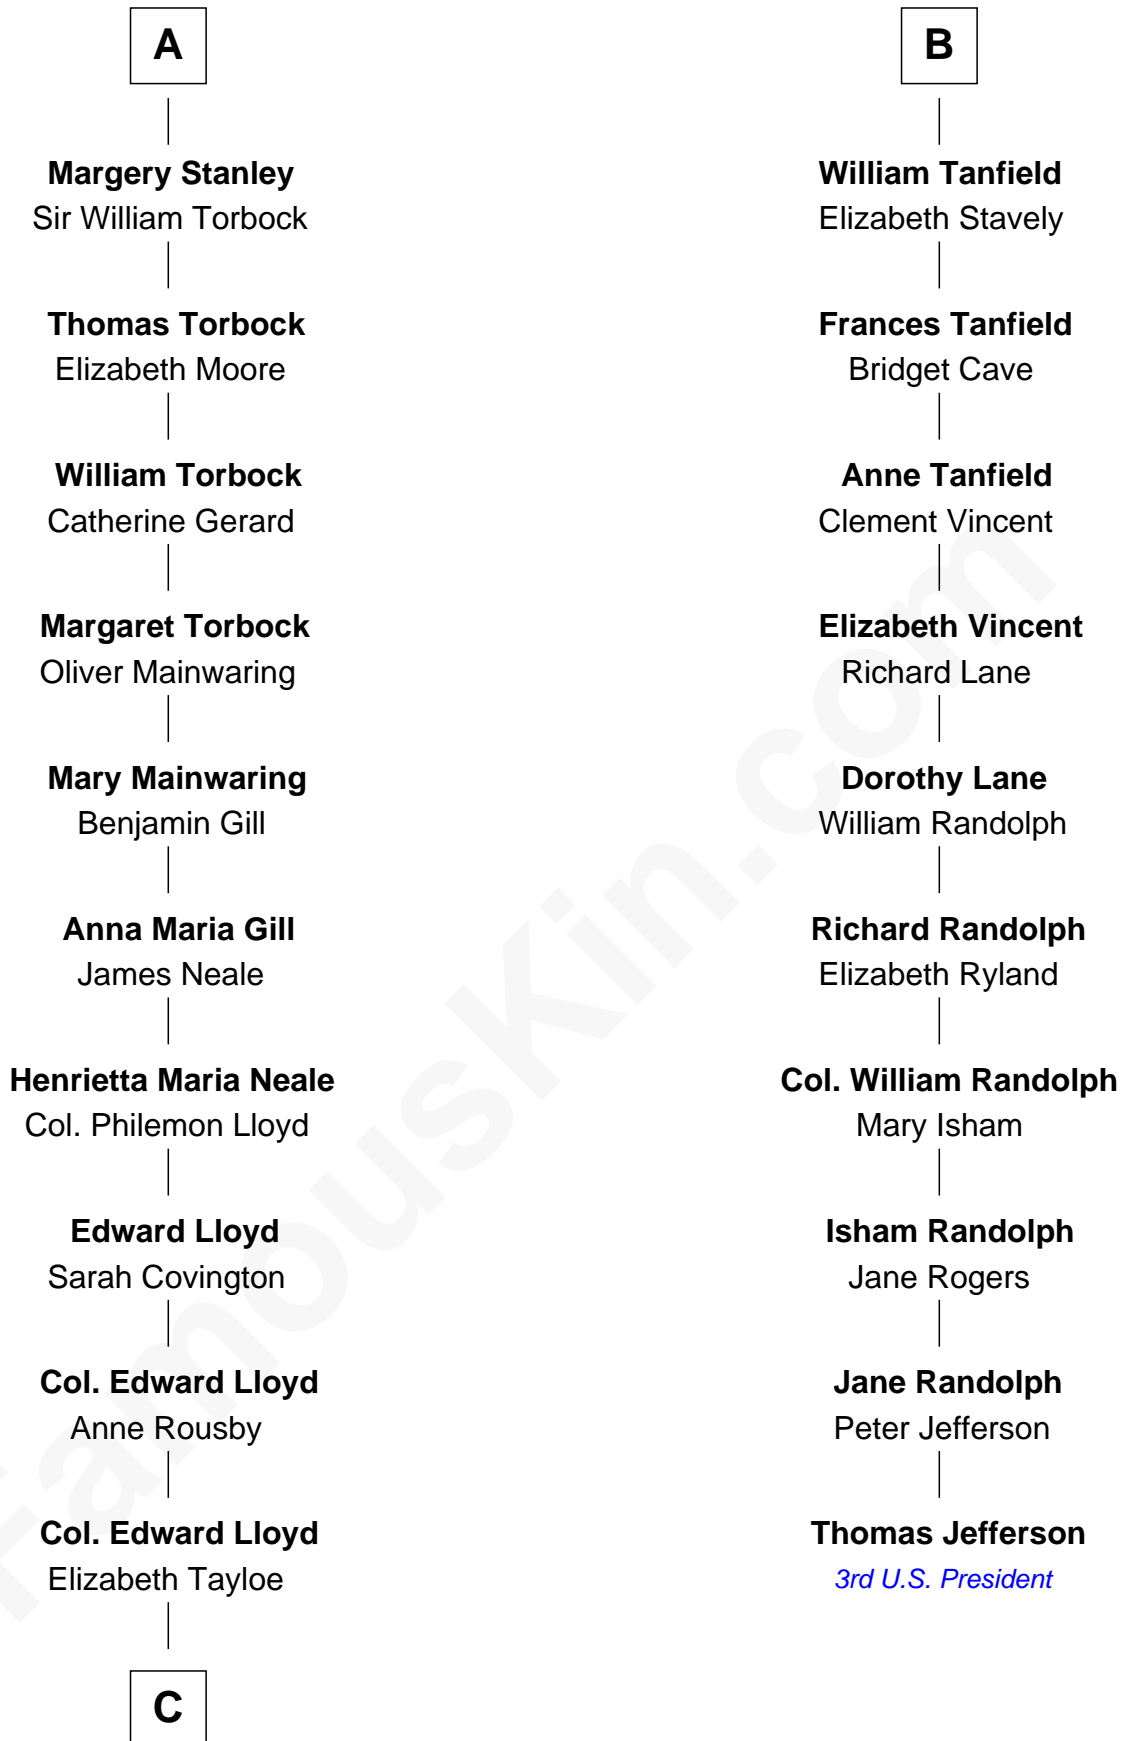 A
Margery Stanley
Sir William Torbock
Thomas Torbock
Elizabeth Moore
William Torbock
Catherine Gerard
Margaret Torbock
Oliver Mainwaring
Mary Mainwaring
Benjamin Gill
Anna Maria Gill
James Neale
Henrietta Maria Neale
Col. Philemon Lloyd
Edward Lloyd
Sarah Covington
Col. Edward Lloyd
Anne Rousby
Col. Edward Lloyd
Elizabeth Tayloe
C
B
William Tanfield
Elizabeth Stavely
Frances Tanfield
Bridget Cave
Anne Tanfield
Clement Vincent
Elizabeth Vincent
Richard Lane
Dorothy Lane
William Randolph
Richard Randolph
Elizabeth Ryland
Col. William Randolph
Mary Isham
Isham Randolph
Jane Rogers
Jane Randolph
Peter Jefferson
Thomas Jefferson
3rd U.S. President
FamousKin.com